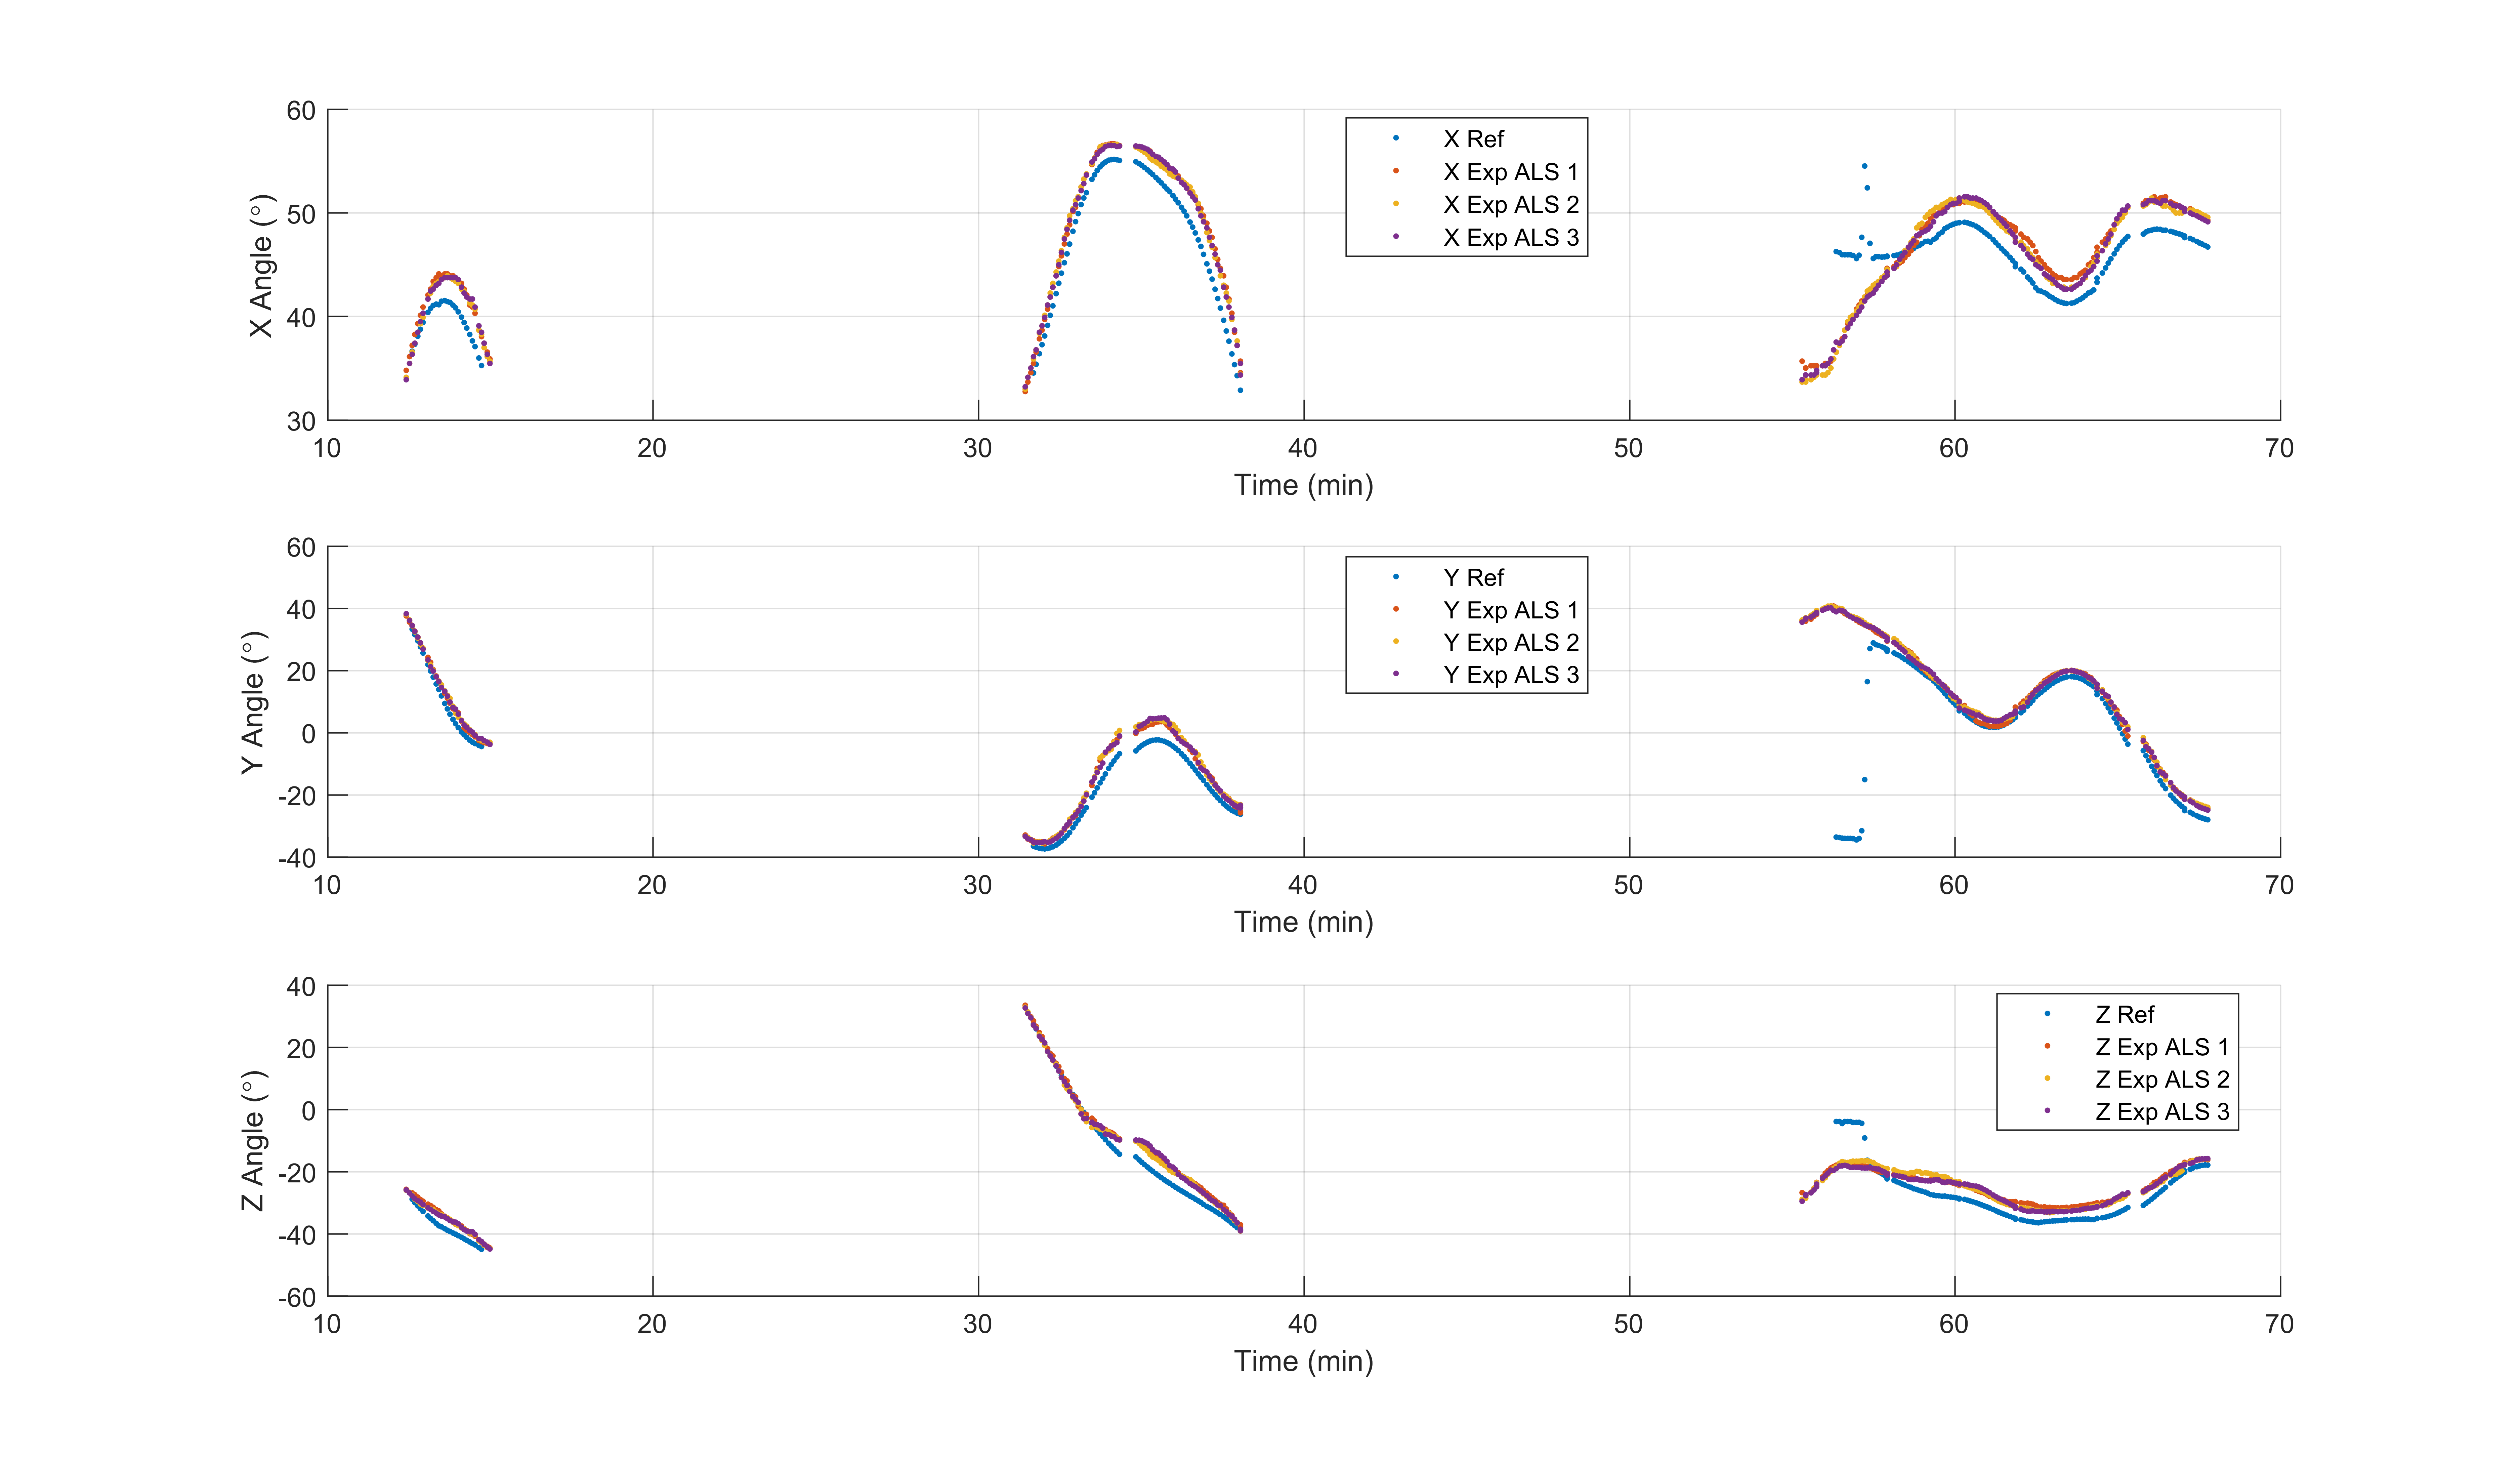 60
50
40
30
X Angle (°)
10 20 30 40 50 60 70
Time (min)
X Ref
X Exp ALS 1
X Exp ALS 2
X Exp ALS 3
60
40
20
0
-20
-40
Y Angle (°)
10 20 30 40 50 60 70
Time (min)
Y Ref
Y Exp ALS 1
Y Exp ALS 2
Y Exp ALS 3
40
20
0
-20
-40
-60
Z Angle (°)
10 20 30 40 50 60 70
Time (min)
Z Ref
Z Exp ALS 1
Z Exp ALS 2
Z Exp ALS 3